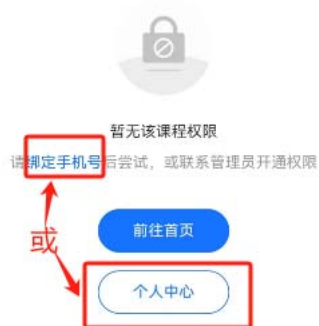 暂无该课程权限
请绑定手机号后尝试，或联系管理员开通权限
或
前往首页
个人中心